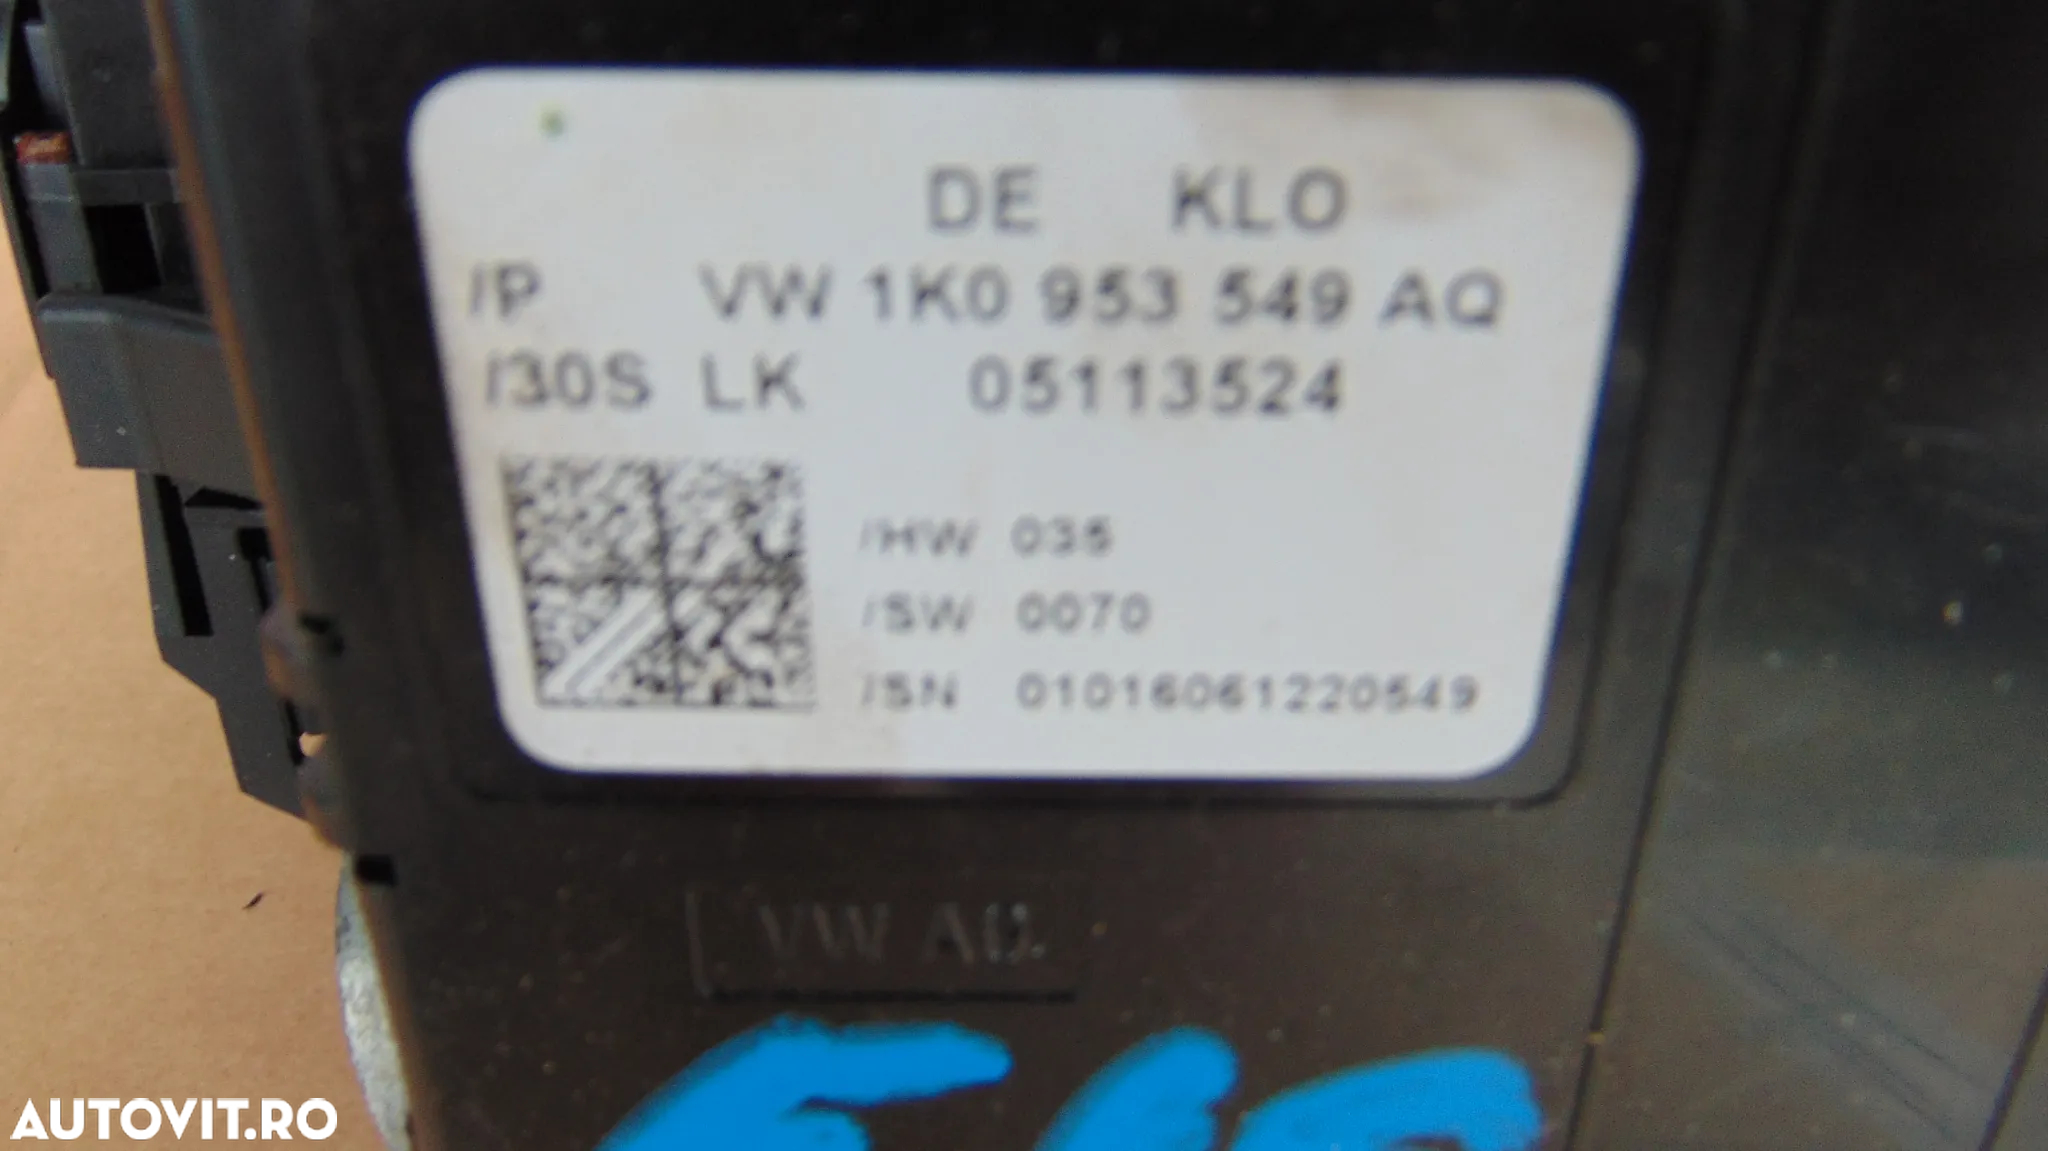 DE KLO
/P VW 1K0 953 549 AQ
/30S LK 05113524
/HW 035
/SW 0070
/SN 01016061220549
VW AG
AUTOVIT.RO